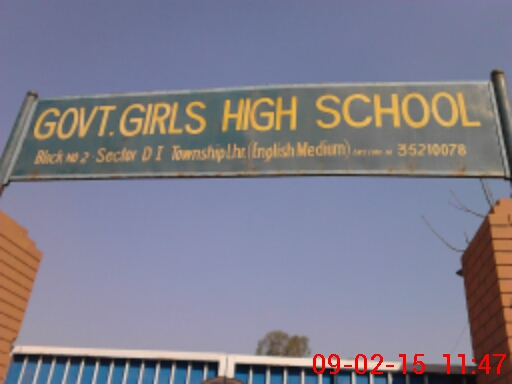 GOVT. GIRLS HIGH SCHOOL
Block No 2 Sector D I Township Lhr. (English Medium) 35210078
09-02-15 11:47